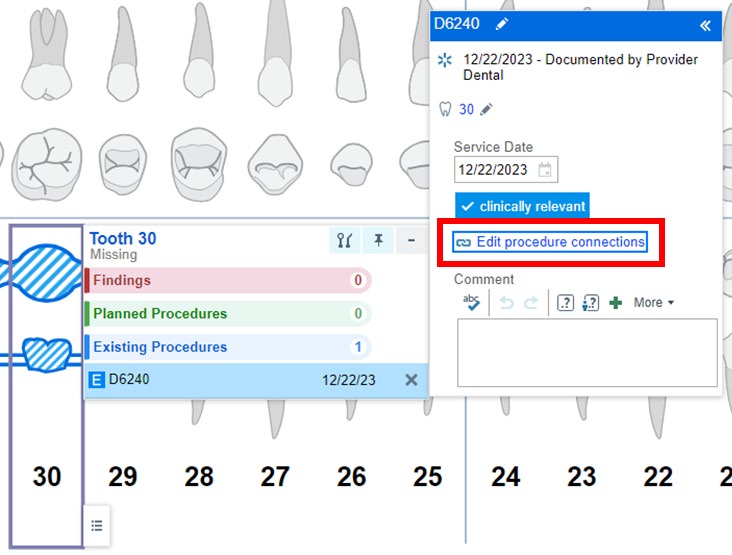 D6240
12/22/2023 - Documented by Provider
Dental
30
Service Date
12/22/2023
clinically relevant
Edit procedure connections
Comment
abc
.? ? More
Tooth 30
Missing
Findings 0
Planned Procedures 0
Existing Procedures 1
E D6240 12/22/23
30 29 28 27 26 25 24 23 22 2